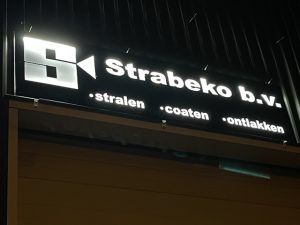 Strabeko b.v.
•stralen •coaten •ontlakken